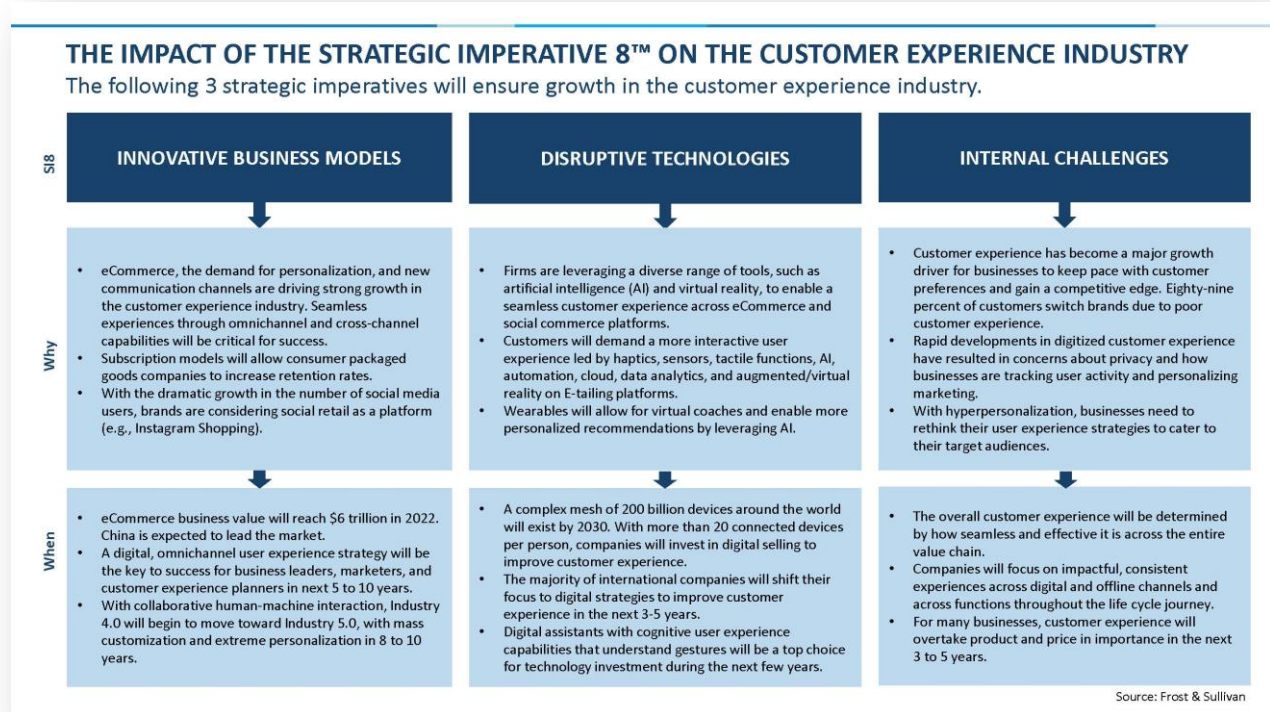 THE IMPACT OF THE STRATEGIC IMPERATIVE 8™ ON THE CUSTOMER EXPERIENCE INDUSTRY
The following 3 strategic imperatives will ensure growth in the customer experience industry.
SI8
INNOVATIVE BUSINESS MODELS
DISRUPTIVE TECHNOLOGIES
INTERNAL CHALLENGES
Why
• eCommerce, the demand for personalization, and new
communication channels are driving strong growth in
the customer experience industry. Seamless
experiences through omnichannel and cross-channel
capabilities will be critical for success.
• Subscription models will allow consumer packaged
goods companies to increase retention rates.
• With the dramatic growth in the number of social media
users, brands are considering social retail as a platform
(e.g., Instagram Shopping).
• Firms are leveraging a diverse range of tools, such as
artificial intelligence (AI) and virtual reality, to enable
a seamless customer experience across eCommerce and
social commerce platforms.
• Customers will demand a more interactive user
experience led by haptics, sensors, tactile functions, AI,
automation, cloud, data analytics, and augmented/virtual
reality on E-tailing platforms.
• Wearables will allow for virtual coaches and enable more
personalized recommendations by leveraging AI.
• Customer experience has become a major growth
driver for businesses to keep pace with customer
preferences and gain a competitive edge. Eighty-nine
percent of customers switch brands due to poor
customer experience.
• Rapid developments in digitized customer experience
have resulted in concerns about privacy and how
businesses are tracking user activity and personalizing
marketing.
• With hyperpersonalization, businesses need to
rethink their user experience strategies to cater to
their target audiences.
When
• eCommerce business value will reach $6 trillion in 2022.
China is expected to lead the market.
• A digital, omnichannel user experience strategy will be
the key to success for business leaders, marketers, and
customer experience planners in next 5 to 10 years.
• With collaborative human-machine interaction, Industry
4.0 will begin to move toward Industry 5.0, with mass
customization and extreme personalization in 8 to 10
years.
• A complex mesh of 200 billion devices around the world
will exist by 2030. With more than 20 connected devices
per person, companies will invest in digital selling to
improve customer experience.
• The majority of international companies will shift their
focus to digital strategies to improve customer
experience in the next 3-5 years.
• Digital assistants with cognitive user experience
capabilities that understand gestures will be a top choice
for technology investment during the next few years.
• The overall customer experience will be determined
by how seamless and effective it is across the entire
value chain.
• Companies will focus on impactful, consistent
experiences across digital and offline channels and
across functions throughout the life cycle journey.
• For many businesses, customer experience will
overtake product and price in importance in the next
3 to 5 years.
Source: Frost & Sullivan